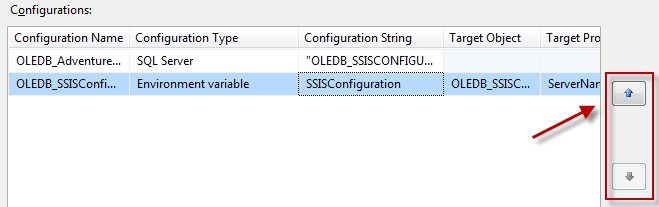 Configurations:
Configuration Name Configuration Type Configuration String Target Object Target Pro
OLEDB_Adventure... SQL Server "OLEDB_SSISCONFIGU...
OLEDB_SSISConfi... Environment variable SSISConfiguration OLEDB_SSISC... ServerNan